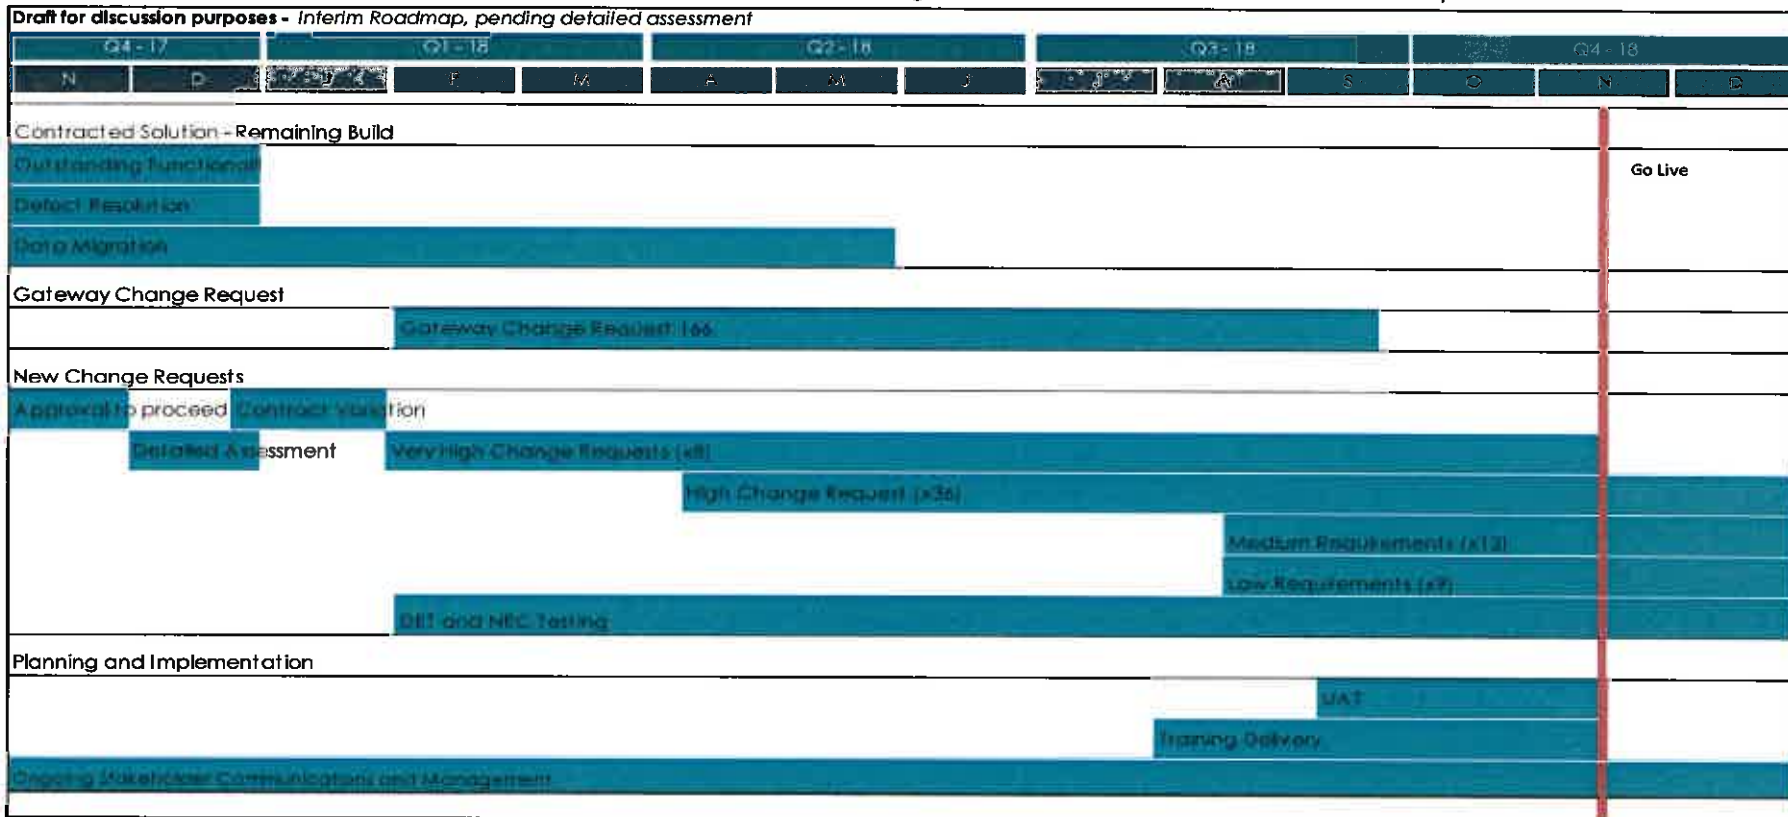 Draft for discussion purposes - Interim Roadmap, pending detailed assessment
Q4 - 17 Q1 - 18 Q2 - 18 Q3 - 18 Q4 - 18
N D J F M A M J J A S O N D
Contracted Solution - Remaining Build
Outstanding Functionali
Go Live
Defect Resolution
Data Migration
Gateway Change Request
Gateway Change Request 166
New Change Requests
Approval to proceed Contract Variation
Detailed Assessment Very High Change Requests (x8)
High Change Request (x36)
Medium Requirements (x13)
Low Requirements (x9)
DET and NEC Testing
Planning and Implementation
UAT
Training Delivery
Ongoing Stakeholder Communications and Management